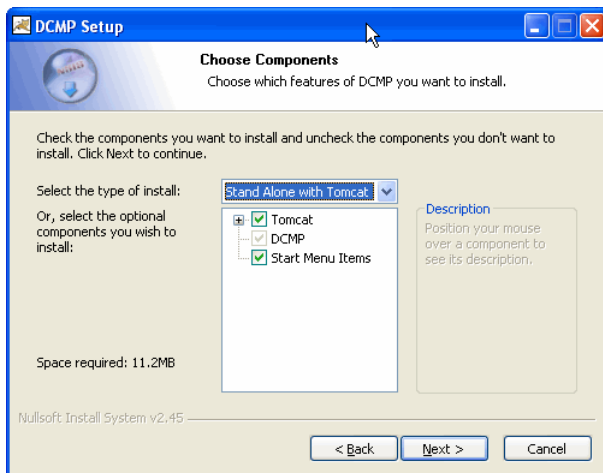 DCMP Setup
Choose Components
Choose which features of DCMP you want to install.
Check the components you want to install and uncheck the components you don't want to
install. Click Next to continue.
Select the type of install:
Stand Alone with Tomcat
Or, select the optional
components you wish to
install:
Tomcat
DCMP
Start Menu Items
Description
Position your mouse
over a component to
see its description.
Space required: 11.2MB
Nullsoft Install System v2.45
< Back
Next >
Cancel